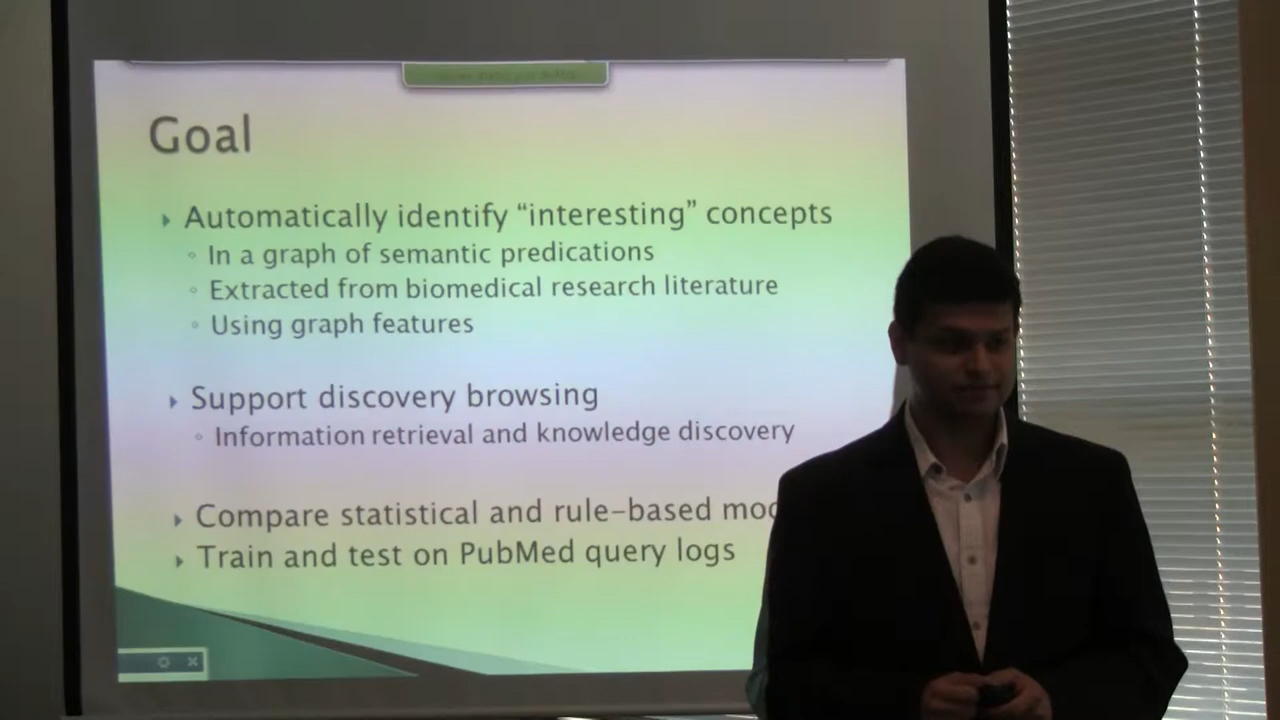 Goal
Automatically identify “interesting” concepts
In a graph of semantic predications
Extracted from biomedical research literature
Using graph features
Support discovery browsing
Information retrieval and knowledge discovery
Compare statistical and rule-based
Train and test on PubMed query logs